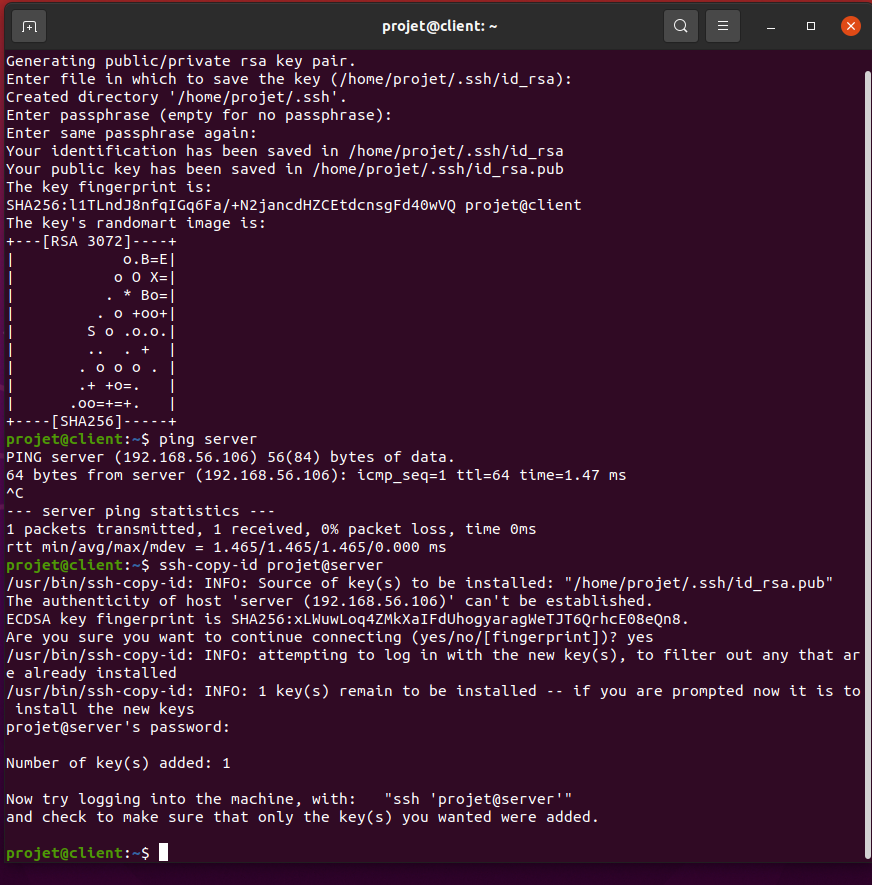 projet@client: ~
Generating public/private rsa key pair.
Enter file in which to save the key (/home/projet/.ssh/id_rsa):
Created directory '/home/projet/.ssh'.
Enter passphrase (empty for no passphrase):
Enter same passphrase again:
Your identification has been saved in /home/projet/.ssh/id_rsa
Your public key has been saved in /home/projet/.ssh/id_rsa.pub
The key fingerprint is:
SHA256:l1TLndJ8nfqIGq6Fa/+N2jancdHZCEtdcnsgFd40wVQ projet@client
The key's randomart image is:
+---[RSA 3072]----+
|            o.B=E|
|           o O X=|
|          . * Bo=|
|         . o +oo+|
|        S o .o.o.|
|        ..  . +  |
|       . o o o . |
|       .+ +o=.   |
|      .oo=+=+.   |
+----[SHA256]-----+
projet@client:~$ ping server
PING server (192.168.56.106) 56(84) bytes of data.
64 bytes from server (192.168.56.106): icmp_seq=1 ttl=64 time=1.47 ms
^C
--- server ping statistics ---
1 packets transmitted, 1 received, 0% packet loss, time 0ms
rtt min/avg/max/mdev = 1.465/1.465/1.465/0.000 ms
projet@client:~$ ssh-copy-id projet@server
/usr/bin/ssh-copy-id: INFO: Source of key(s) to be installed: "/home/projet/.ssh/id_rsa.pub"
The authenticity of host 'server (192.168.56.106)' can't be established.
ECDSA key fingerprint is SHA256:xLWuwLoq4ZMkXaIFdUhogyaragWeTJT6QrhcE08eQn8.
Are you sure you want to continue connecting (yes/no/[fingerprint])? yes
/usr/bin/ssh-copy-id: INFO: attempting to log in with the new key(s), to filter out any that ar
e already installed
/usr/bin/ssh-copy-id: INFO: 1 key(s) remain to be installed -- if you are prompted now it is to
 install the new keys
projet@server's password:
Number of key(s) added: 1
Now try logging into the machine, with:   "ssh 'projet@server'"
and check to make sure that only the key(s) you wanted were added.
projet@client:~$